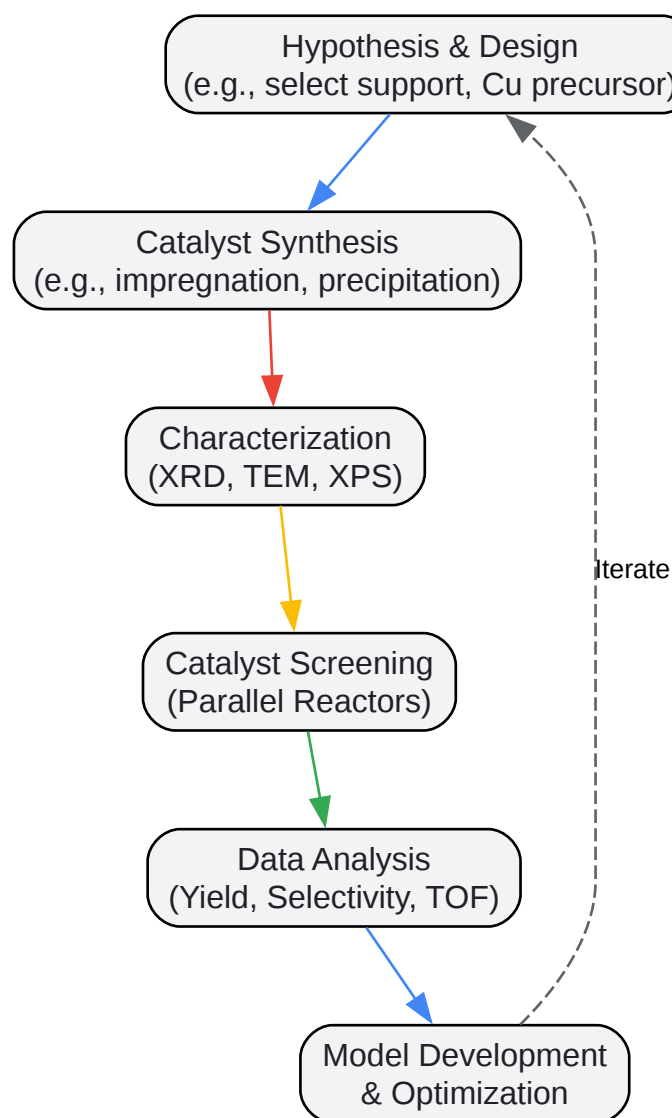 Hypothesis & Design
(e.g., select support, Cu precursor)
Catalyst Synthesis
(e.g., impregnation, precipitation)
Characterization
(XRD, TEM, XPS)
Iterate
Catalyst Screening
(Parallel Reactors)
Data Analysis
(Yield, Selectivity, TOF)
Model Development
& Optimization